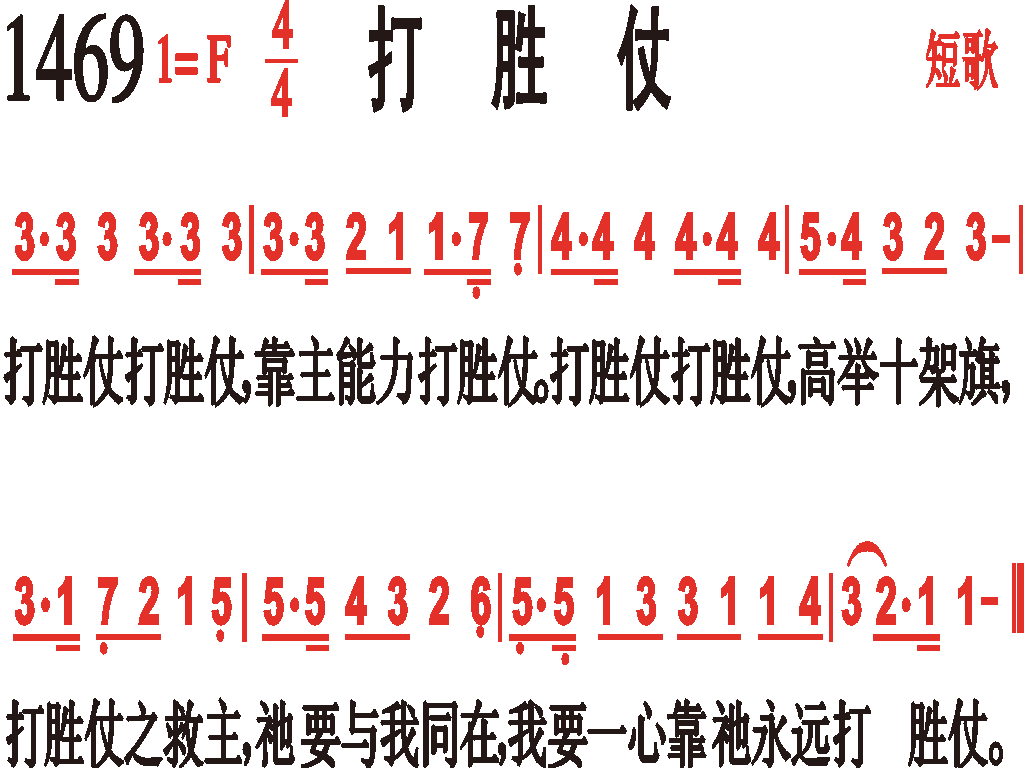 1469 1=F 4/4 打 胜 仗 短歌
3·3 3 3·3 3|3·3 2 1 1·7 7|4·4 4 4·4 4|5·4 3 2 3-|
打胜仗打胜仗,靠主能力打胜仗。打胜仗打胜仗,高举十架旗,
3·1 7 2 1 5|5·5 4 3 2 6|5·5 1 3 3 1 1 4|3 2·1 1-‖
打胜仗之救主,祂要与我同在,我要一心靠祂永远打 胜仗。